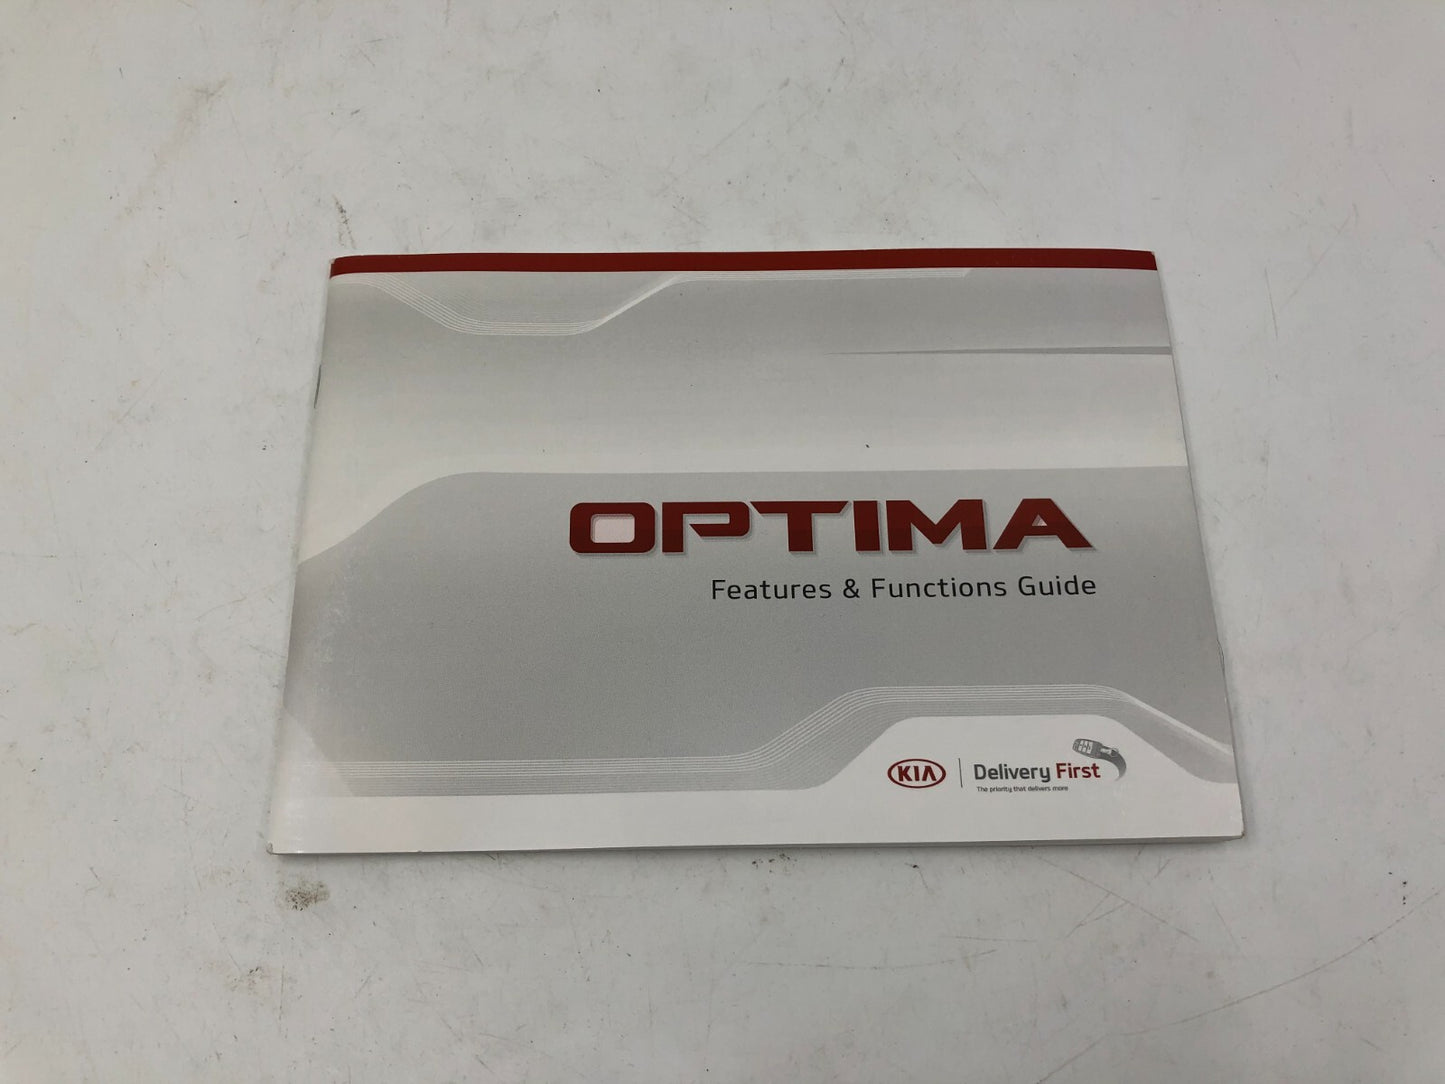 OPTIMA
Features & Functions Guide
KIA
Delivery First
The priority that delivers more